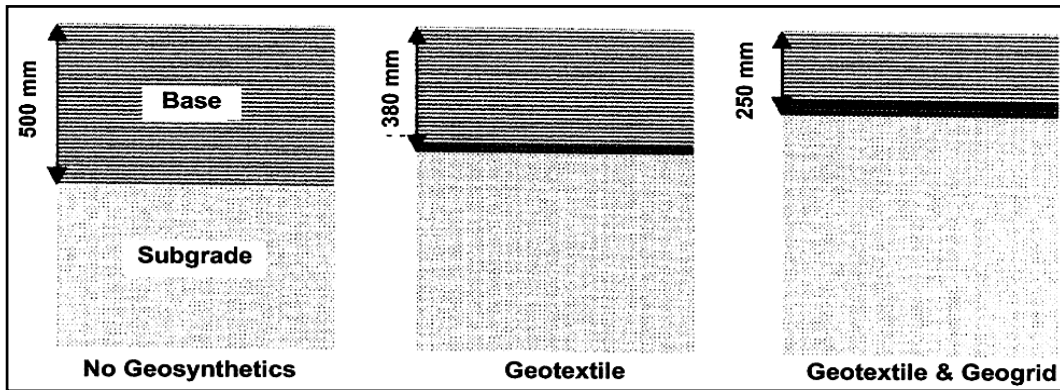 500 mm
Base
Subgrade
No Geosynthetics
380 mm
Geotextile
250 mm
Geotextile & Geogrid